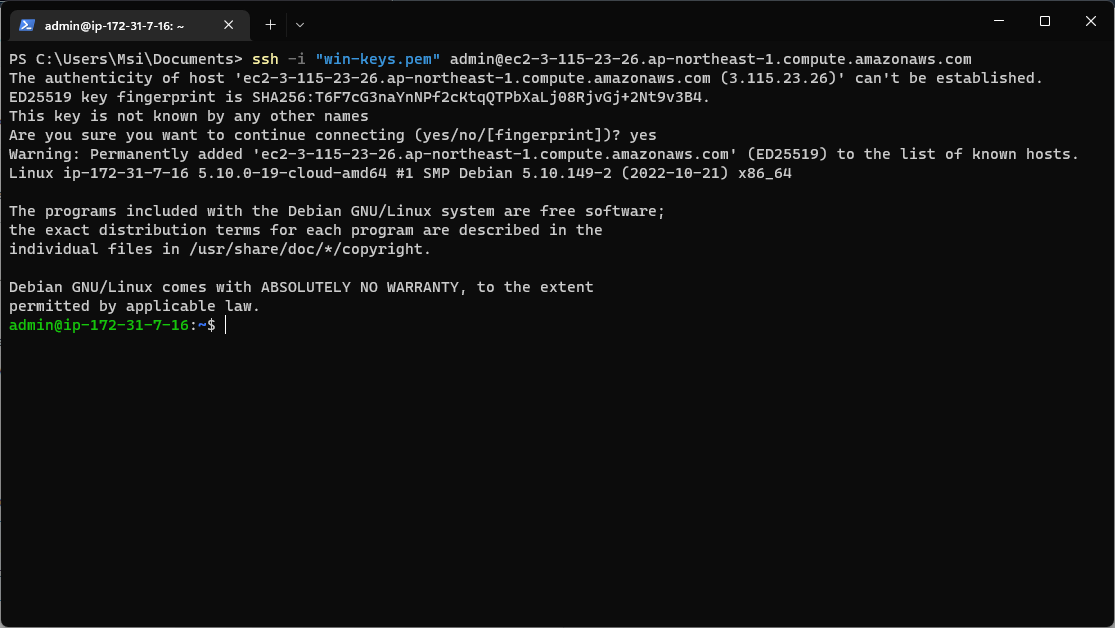 admin@ip-172-31-7-16: ~
PS C:\Users\Msi\Documents> ssh -i "win-keys.pem" admin@ec2-3-115-23-26.ap-northeast-1.compute.amazonaws.com
The authenticity of host 'ec2-3-115-23-26.ap-northeast-1.compute.amazonaws.com (3.115.23.26)' can't be established.
ED25519 key fingerprint is SHA256:T6F7cG3naYnNPf2cKtqQTPbXaLj08RjvGj+2Nt9v3B4.
This key is not known by any other names
Are you sure you want to continue connecting (yes/no/[fingerprint])? yes
Warning: Permanently added 'ec2-3-115-23-26.ap-northeast-1.compute.amazonaws.com' (ED25519) to the list of known hosts.
Linux ip-172-31-7-16 5.10.0-19-cloud-amd64 #1 SMP Debian 5.10.149-2 (2022-10-21) x86_64
The programs included with the Debian GNU/Linux system are free software;
the exact distribution terms for each program are described in the
individual files in /usr/share/doc/*/copyright.
Debian GNU/Linux comes with ABSOLUTELY NO WARRANTY, to the extent
permitted by applicable law.
admin@ip-172-31-7-16:~$